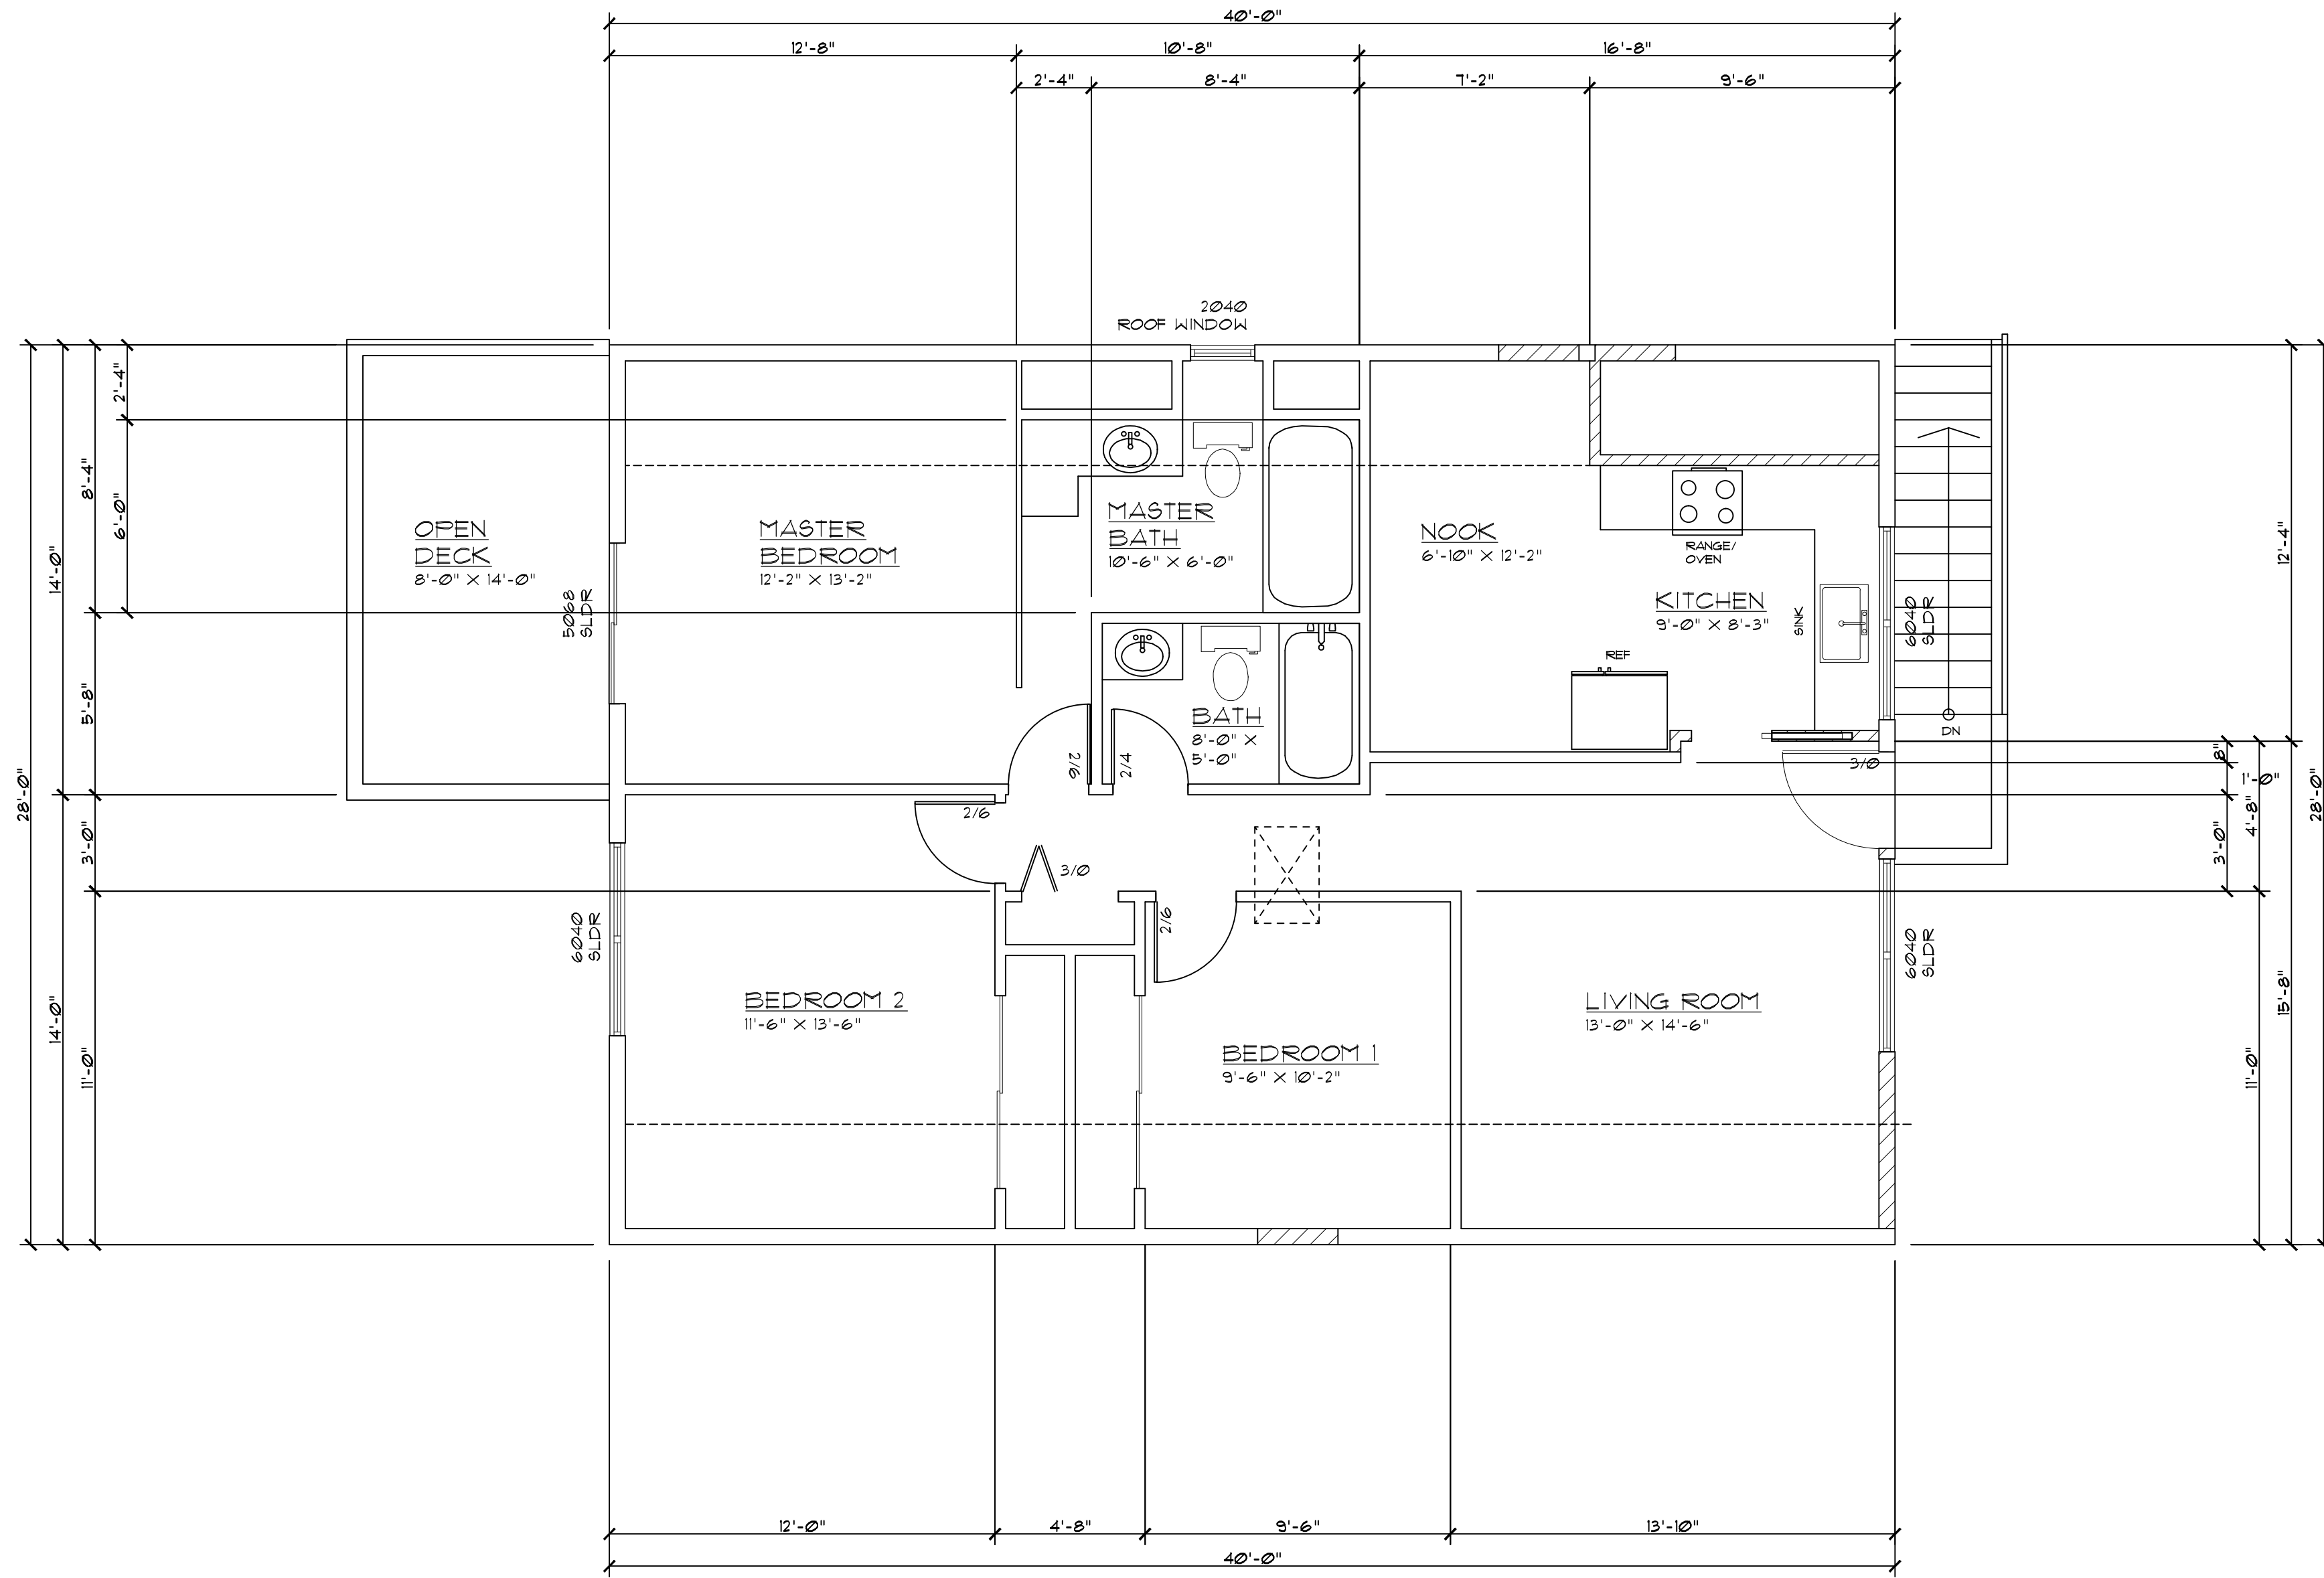 40'-0"
12'-8"
10'-8"
16'-8"
2'-4"
8'-4"
7'-2"
9'-6"
2040
ROOF WINDOW
2'-4"
8'-4"
6'-0"
14'-0"
5'-8"
28'-0"
3'-0"
14'-0"
11'-0"
OPEN
DECK
8'-0" X 14'-0"
5068
SLDR
MASTER
BEDROOM
12'-2" X 13'-2"
MASTER
BATH
10'-6" X 6'-0"
NOOK
6'-10" X 12'-2"
RANGE/
OVEN
KITCHEN
9'-0" X 8'-3"
SINK
6040
SLDR
REF
BATH
8'-0" X
5'-0"
2/6
2/4
DN
3/0
2/6
3/0
2/6
6040
SLDR
6040
SLDR
BEDROOM 2
11'-6" X 13'-6"
BEDROOM 1
9'-6" X 10'-2"
LIVING ROOM
13'-0" X 14'-6"
12'-4"
8"
1'-0"
4'-8"
3'-0"
28'-0"
15'-8"
11'-0"
12'-0"
4'-8"
9'-6"
13'-10"
40'-0"